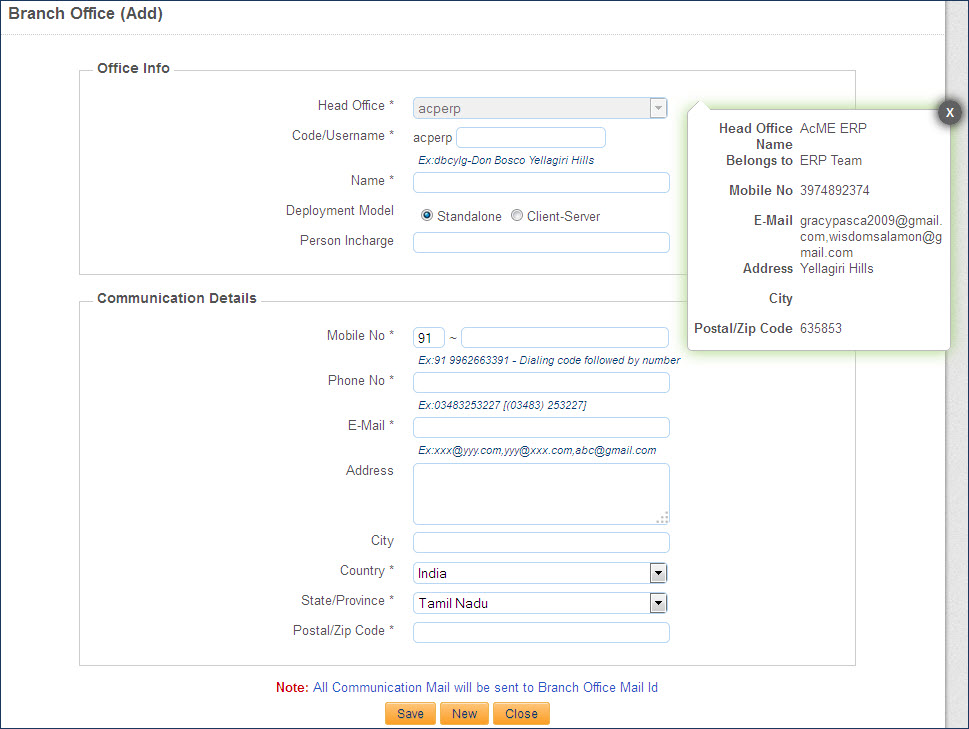 Branch Office (Add)
Office Info
Head Office * acperp
Code/Username * acperp
Ex:dbcylg-Don Bosco Yellagiri Hills
Name *
Deployment Model Standalone Client-Server
Person Incharge
X
Head Office Name AcME ERP
Belongs to ERP Team
Mobile No 3974892374
E-Mail gracypasca2009@gmail.
com,wisdomsalamon@g
mail.com
Address Yellagiri Hills
City
Postal/Zip Code 635853
Communication Details
Mobile No * 91 ~
Ex:91 9962663391 - Dialing code followed by number
Phone No *
Ex:03483253227 [(03483) 253227]
E-Mail *
Ex:xxx@yyy.com,yyy@xxx.com,abc@gmail.com
Address
City
Country * India
State/Province * Tamil Nadu
Postal/Zip Code *
Note: All Communication Mail will be sent to Branch Office Mail Id
Save New Close